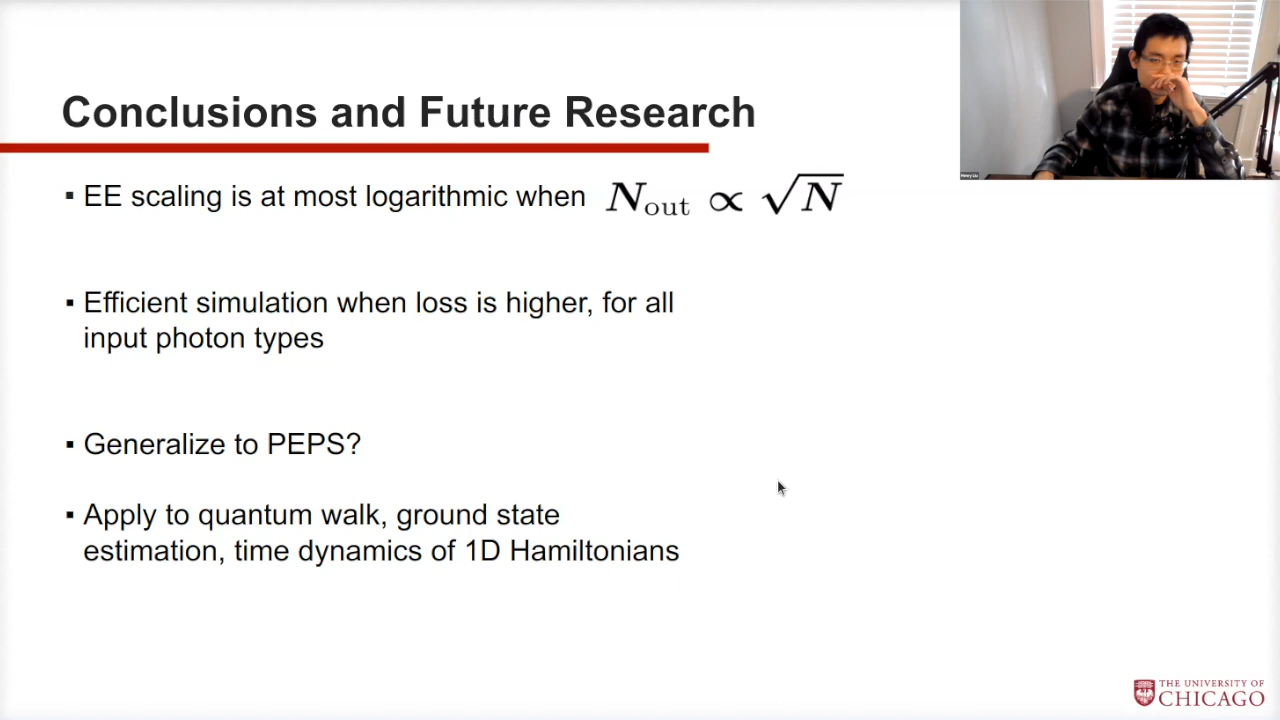 Conclusions and Future Research
▪ EE scaling is at most logarithmic when N_out ∝ √N
▪ Efficient simulation when loss is higher, for all
input photon types
▪ Generalize to PEPS?
▪ Apply to quantum walk, ground state
estimation, time dynamics of 1D Hamiltonians
Henry Liu
THE UNIVERSITY OF
CHICAGO